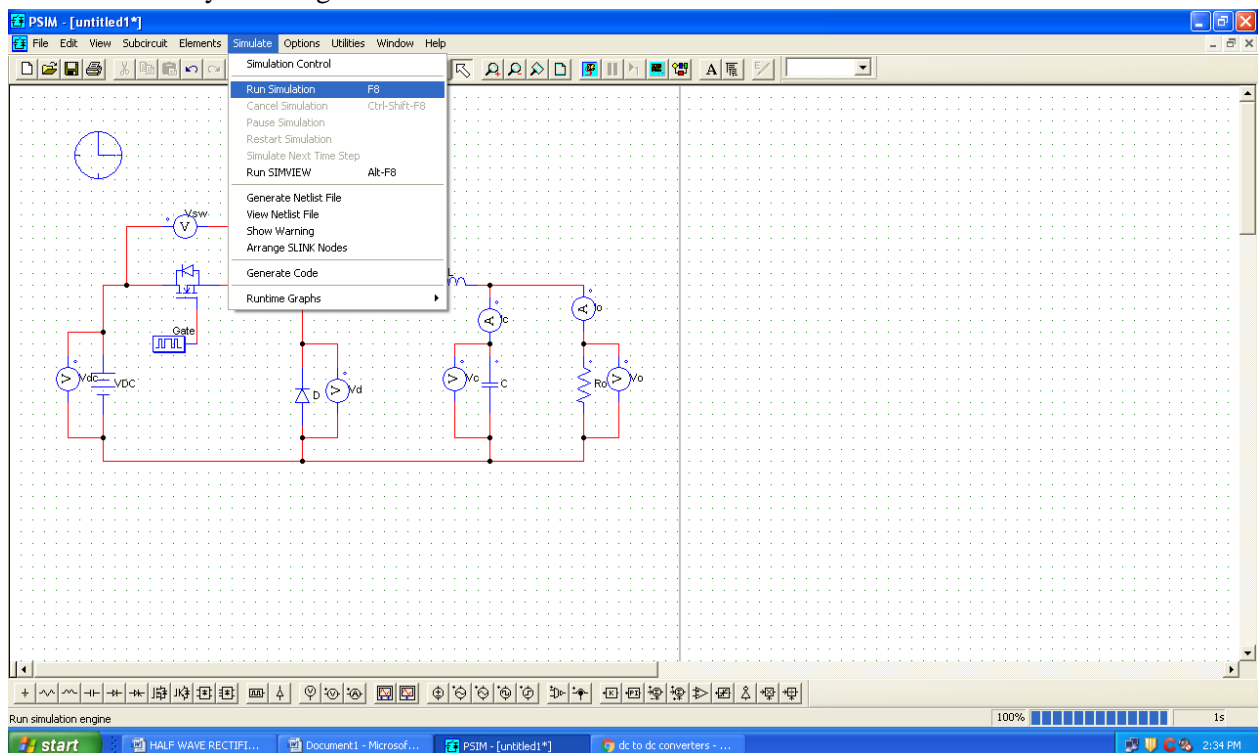 PSIM - [untitled1*]
File Edit View Subcircuit Elements Simulate Options Utilities Window Help
Simulation Control
Run Simulation F8
Cancel Simulation Ctrl-Shift-F8
Pause Simulation
Restart Simulation
Simulate Next Time Step
Run SIMVIEW Alt-F8
Generate Netlist File
View Netlist File
Show Warning
Arrange SLINK Nodes
Generate Code
Runtime Graphs
Vsw
V
L
A Ic
A Io
Gate
V Vdc VDC
D V Vd
V Vc C
Ro V Vo
Run simulation engine 100% 1s
start HALF WAVE RECTIFI... Document1 - Microsof... PSIM - [untitled1*] dc to dc converters - ... 2:34 PM